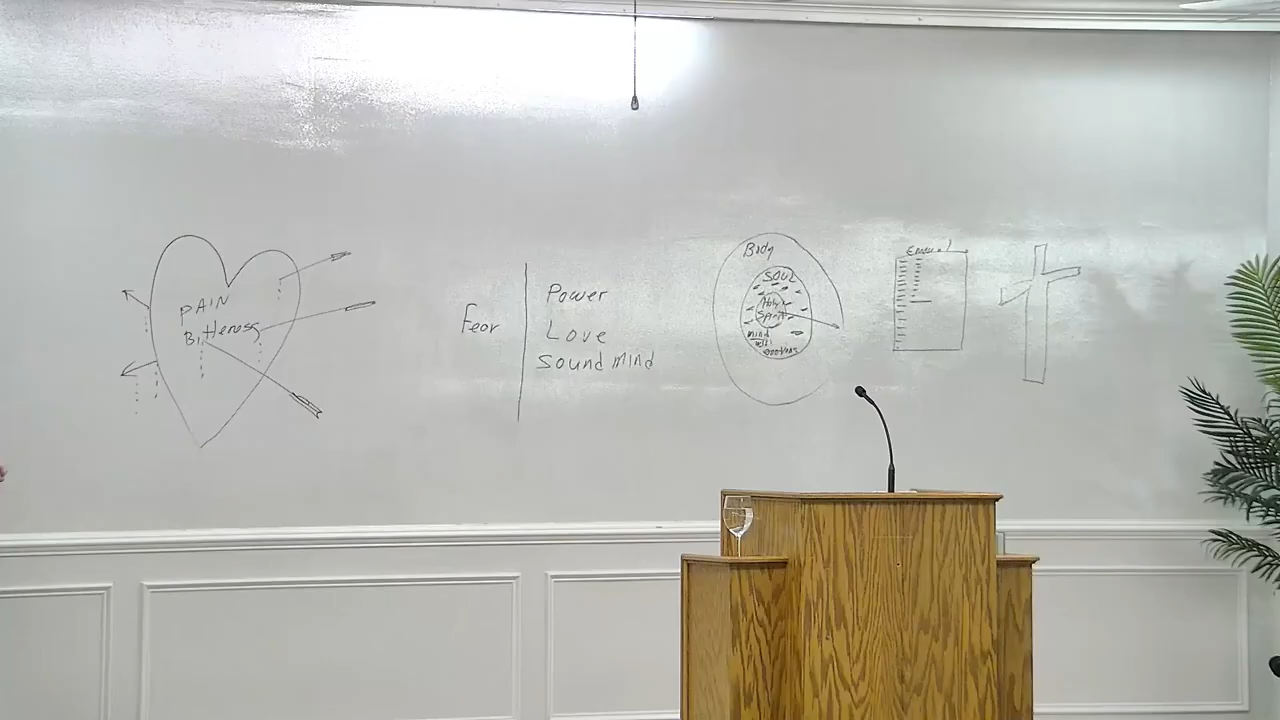 PAIN
Bitterness
Fear
Power
Love
Sound mind
Body
Soul
Holy
Spirit
mind
will
emotions